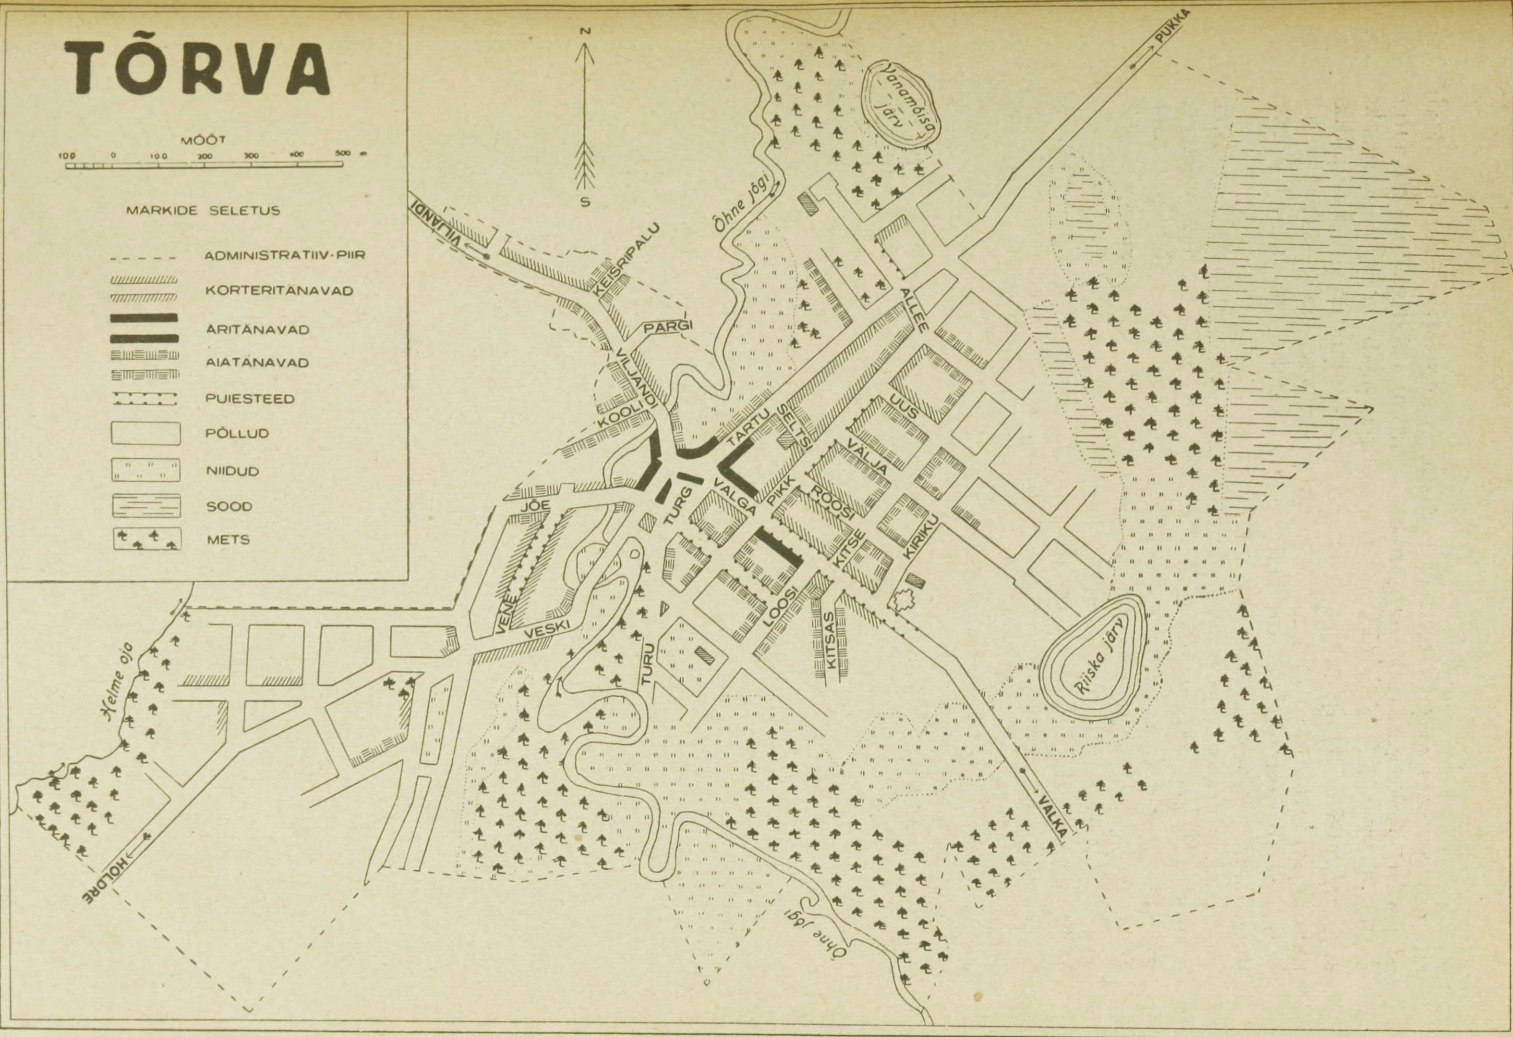 TÕRVA
MÕÕT
100 0 100 200 300 400 500 m
MARKIDE SELETUS
ADMINISTRATIIV-PIIR
KORTERITÄNAVAD
ÄRITÄNAVAD
AIATÄNAVAD
PUIESTEED
PÕLLUD
NIIDUD
SOOD
METS
N
S
PUKKA
Vanamõisa
järv
Õhne jõgi
VILJANDI
KEISRIPALU
PARGI
VILJANDI
KOOLI
ALLEE
TARTU
SELTSI
UUS
VÄLJA
PIKK
ROOSI
VALGA
TURG
JÕE
KITSE
KIRIKU
VENE
VESKI
LOOSI
KITSAS
TURU
Riiska järv
Helme oja
HOLDRE
VALKA
Õhne jõgi